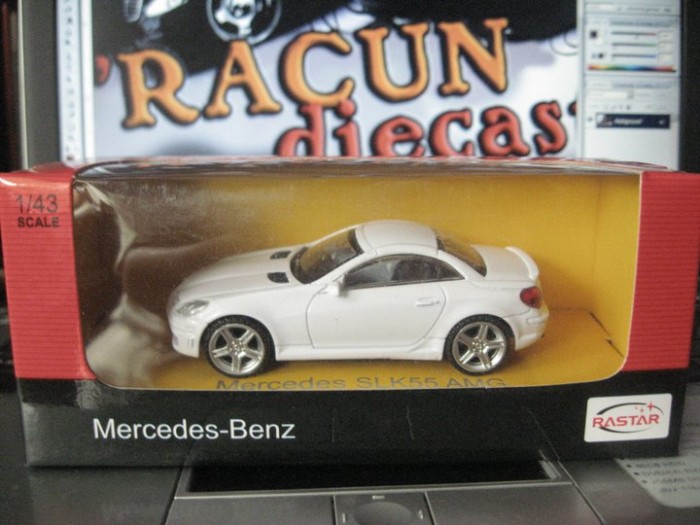 'RACUN
diecas
1/43
SCALE
Mercedes SLK55 AMG
Mercedes-Benz
RASTAR